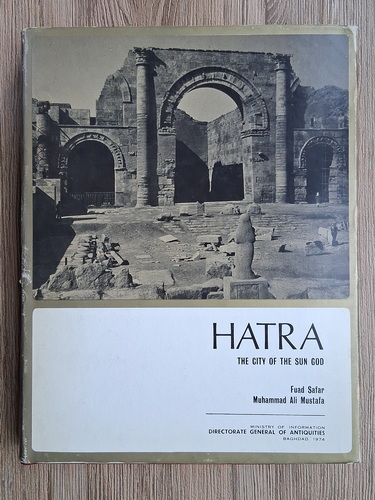 HATRA
THE CITY OF THE SUN GOD
Fuad Safar
Muhammad Ali Mustafa
MINISTRY OF INFORMATION
DIRECTORATE GENERAL OF ANTIQUITIES
BAGHDAD 1974